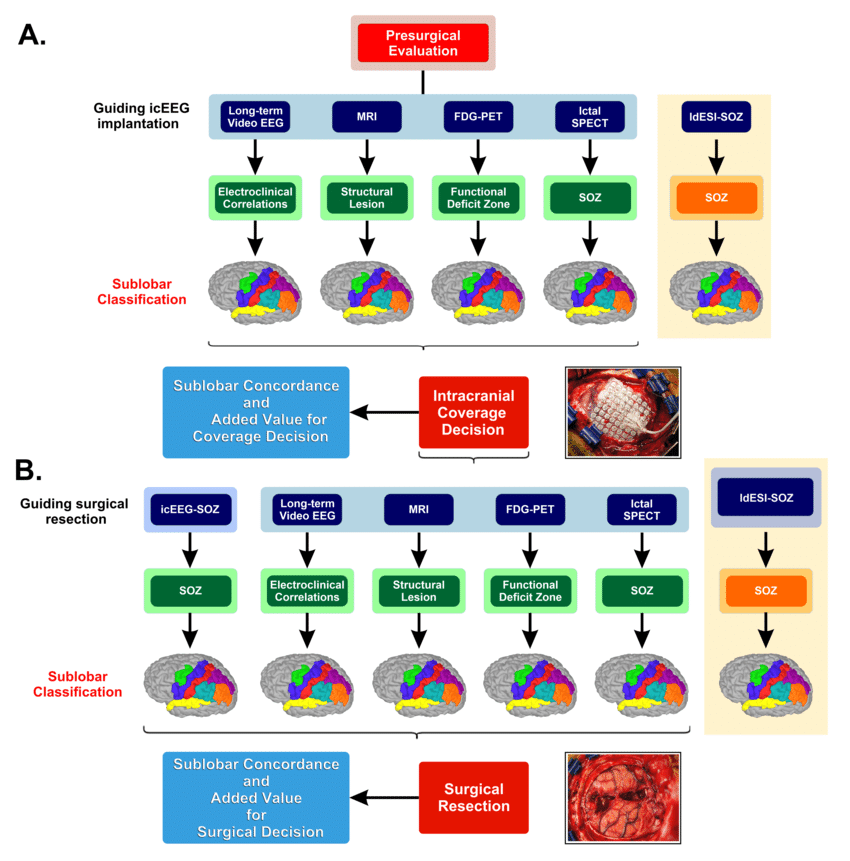 A.
Presurgical
Evaluation
Guiding icEEG
implantation
Long-term
Video EEG
MRI
FDG-PET
Ictal
SPECT
ldESI-SOZ
Electroclinical
Correlations
Structural
Lesion
Functional
Deficit Zone
SOZ
SOZ
Sublobar
Classification
Sublobar Concordance
and
Added Value for
Coverage Decision
Intracranial
Coverage
Decision
B.
Guiding surgical
resection
icEEG-SOZ
Long-term
Video EEG
MRI
FDG-PET
Ictal
SPECT
ldESI-SOZ
SOZ
Electroclinical
Correlations
Structural
Lesion
Functional
Deficit Zone
SOZ
SOZ
Sublobar
Classification
Sublobar Concordance
and
Added Value
for
Surgical Decision
Surgical
Resection